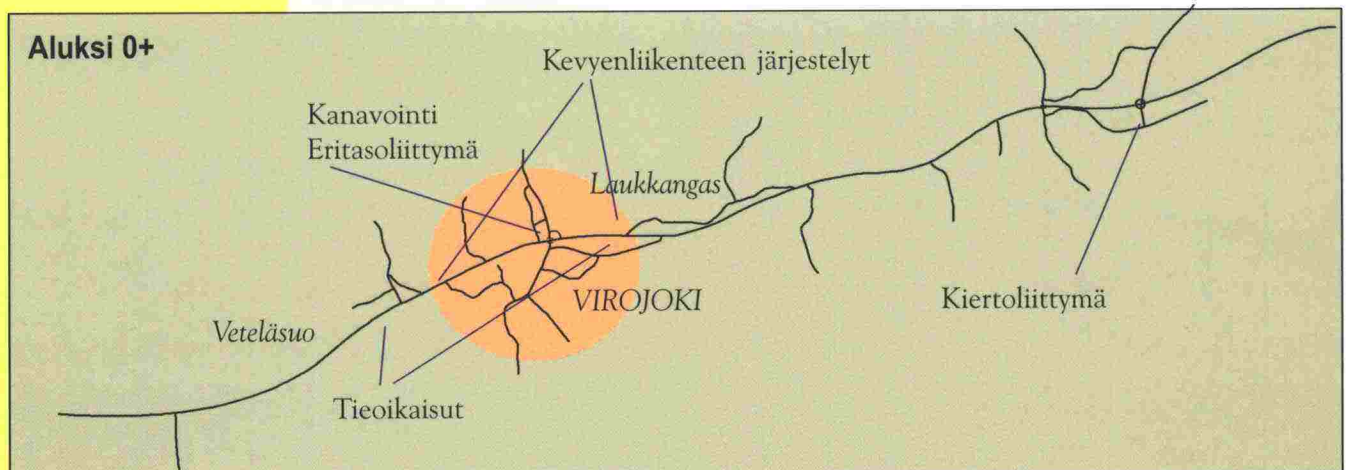 Aluksi 0+
Kevyenliikenteen järjestelyt
Kanavointi
Eritasoliittymä
Laukkangas
VIROJOKI
Kiertoliittymä
Veteläsuo
Tieoikaisut